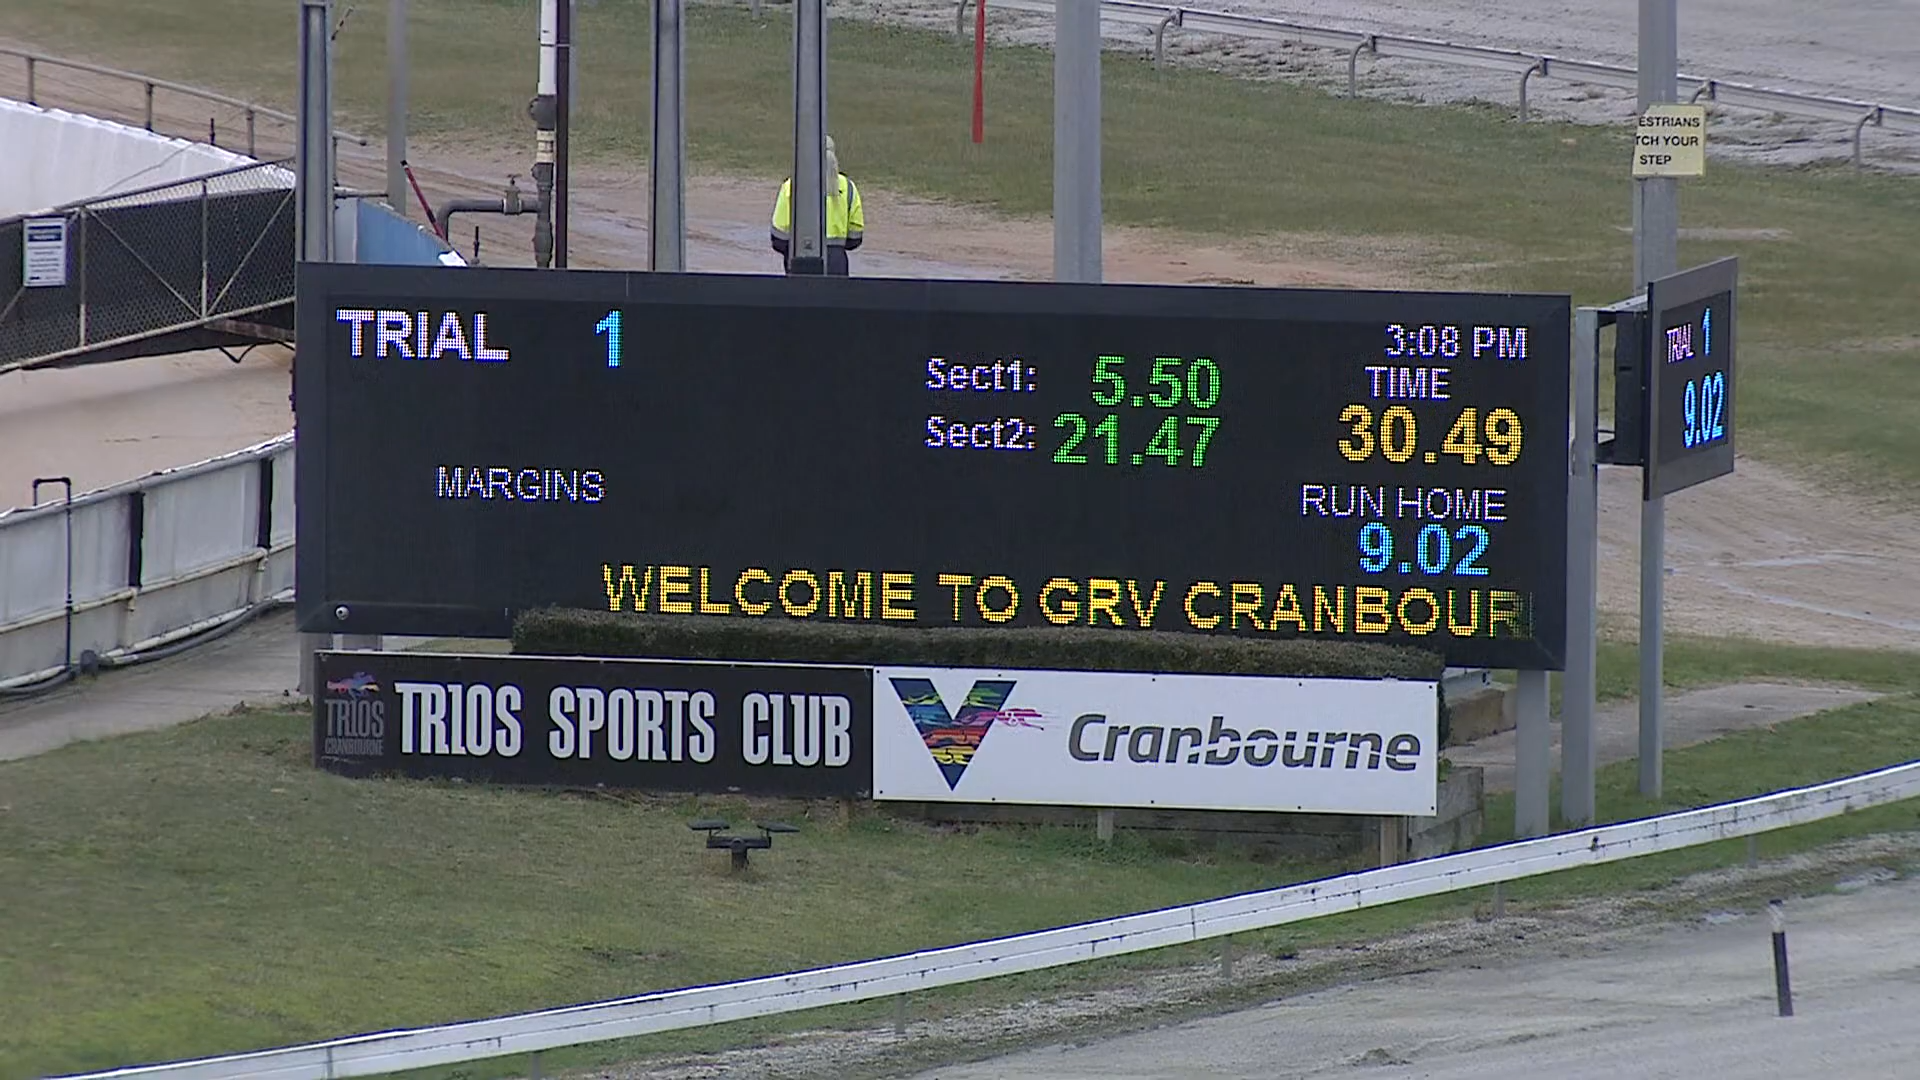 ESTRIANS
TCH YOUR
STEP
TRIAL 1
3:08 PM
Sect1: 5.50
TIME
Sect2: 21.47
30.49
MARGINS
RUN HOME
9.02
WELCOME TO GRV CRANBOUR
TRIAL 1
9.02
TRIOS
CRANBOURNE
TRIOS SPORTS CLUB
Cranbourne